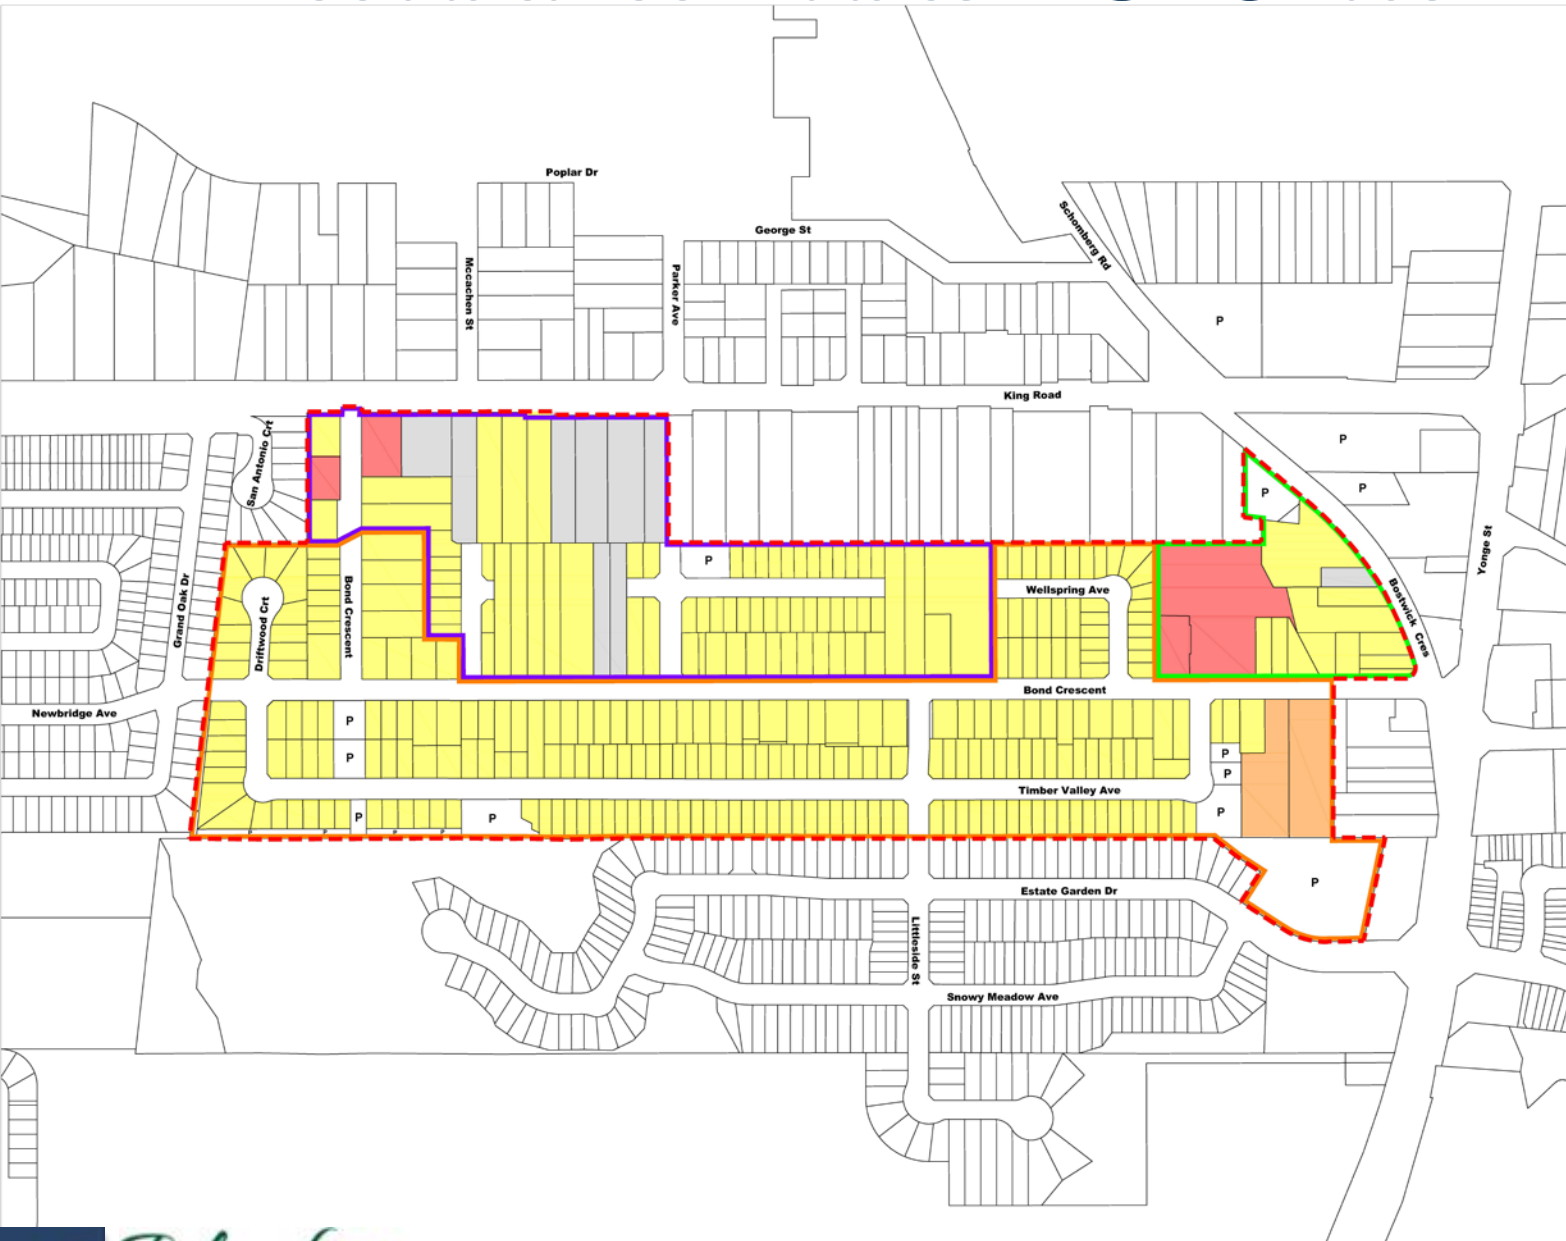 Poplar Dr
George St
Schomberg Rd
Mccachen St
Parker Ave
P
King Road
San Antonio Crt
P
P
P
Yonge St
P
Grand Oak Dr
Driftwood Crt
Bond Crescent
Wellspring Ave
Bostwick Cres
Bond Crescent
Newbridge Ave
P
P
P
P
Timber Valley Ave
P
P
P
P
Estate Garden Dr
Littleside St
Snowy Meadow Ave